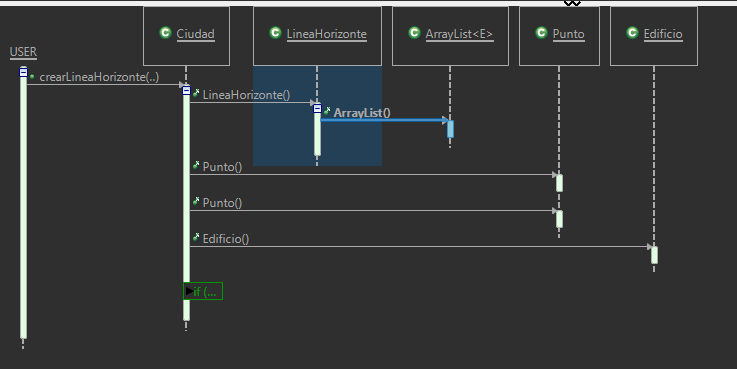 C Ciudad
C LineaHorizonte
C ArrayList<E>
C Punto
C Edificio
USER
crearLineaHorizonte(..)
LineaHorizonte()
ArrayList()
Punto()
Punto()
Edificio()
if (...